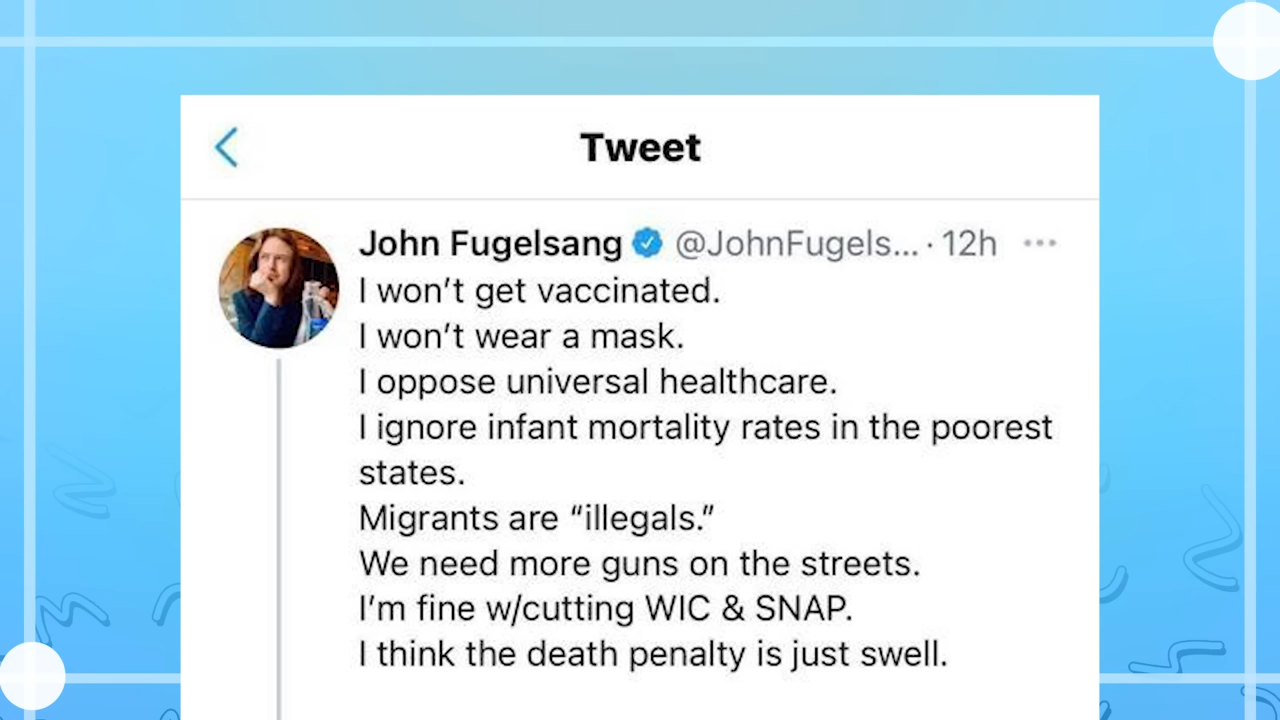 Tweet
John Fugelsang @JohnFugels... · 12h ...
I won’t get vaccinated.
I won’t wear a mask.
I oppose universal healthcare.
I ignore infant mortality rates in the poorest
states.
Migrants are “illegals.”
We need more guns on the streets.
I’m fine w/cutting WIC & SNAP.
I think the death penalty is just swell.